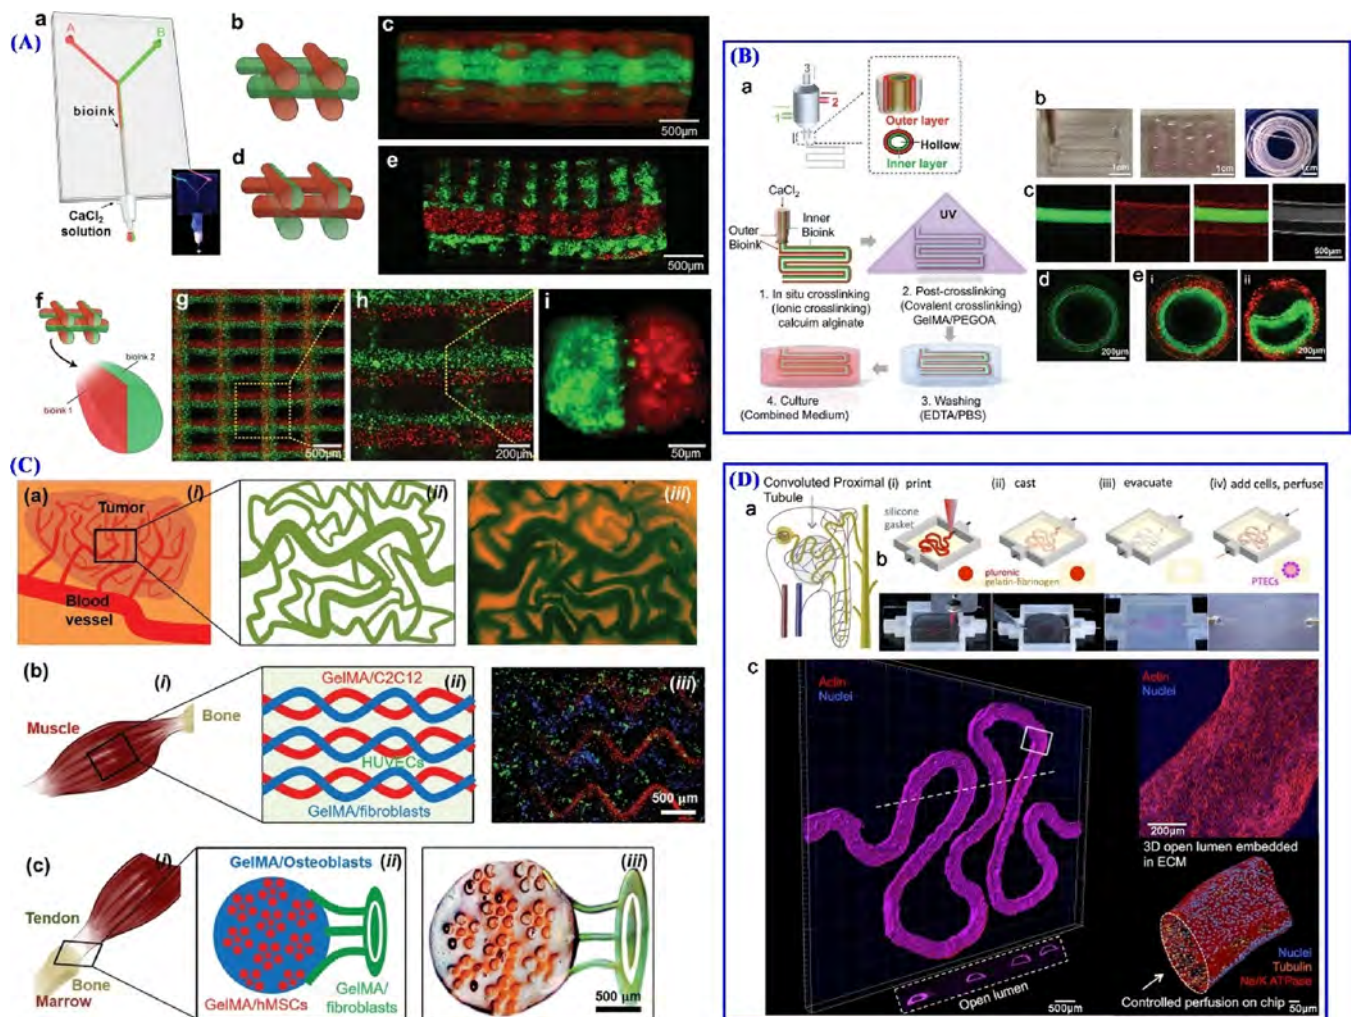 (A)
a
A
B
bioink
CaCl2
solution
b
c
500µm
d
e
500µm
f
bioink 2
bioink 1
g
500µm
h
200µm
i
50µm
(B)
a
3
2
1
Outer layer
Hollow
Inner layer
CaCl2
Outer
Bioink
Inner
Bioink
1. In situ crosslinking
(Ionic crosslinking)
calcuim alginate
UV
2. Post-crosslinking
(Covalent crosslinking)
GelMA/PEGOA
4. Culture
(Combined Medium)
3. Washing
(EDTA/PBS)
b
1cm
1cm
1cm
c
500µm
d
200µm
e
i
200µm
ii
200µm
(C)
(a)
(i)
Tumor
Blood
vessel
(ii)
(iii)
(b)
(i)
Muscle
Bone
GelMA/C2C12
(ii)
HUVECs
GelMA/fibroblasts
(iii)
500 µm
(c)
(i)
Tendon
Bone
Marrow
GelMA/Osteoblasts
(ii)
GelMA/hMSCs
GelMA/
fibroblasts
(iii)
500 µm
(D)
a
Convoluted Proximal
Tubule
(i) print
(ii) cast
(iii) evacuate
(iv) add cells, perfuse
silicone
gasket
pluronic
gelatin-fibrinogen
PTECs
b
c
Actin
Nuclei
Open lumen
500µm
Actin
Nuclei
200µm
3D open lumen embedded
in ECM
Nuclei
Tubulin
Na/K ATPase
Controlled perfusion on chip
50µm